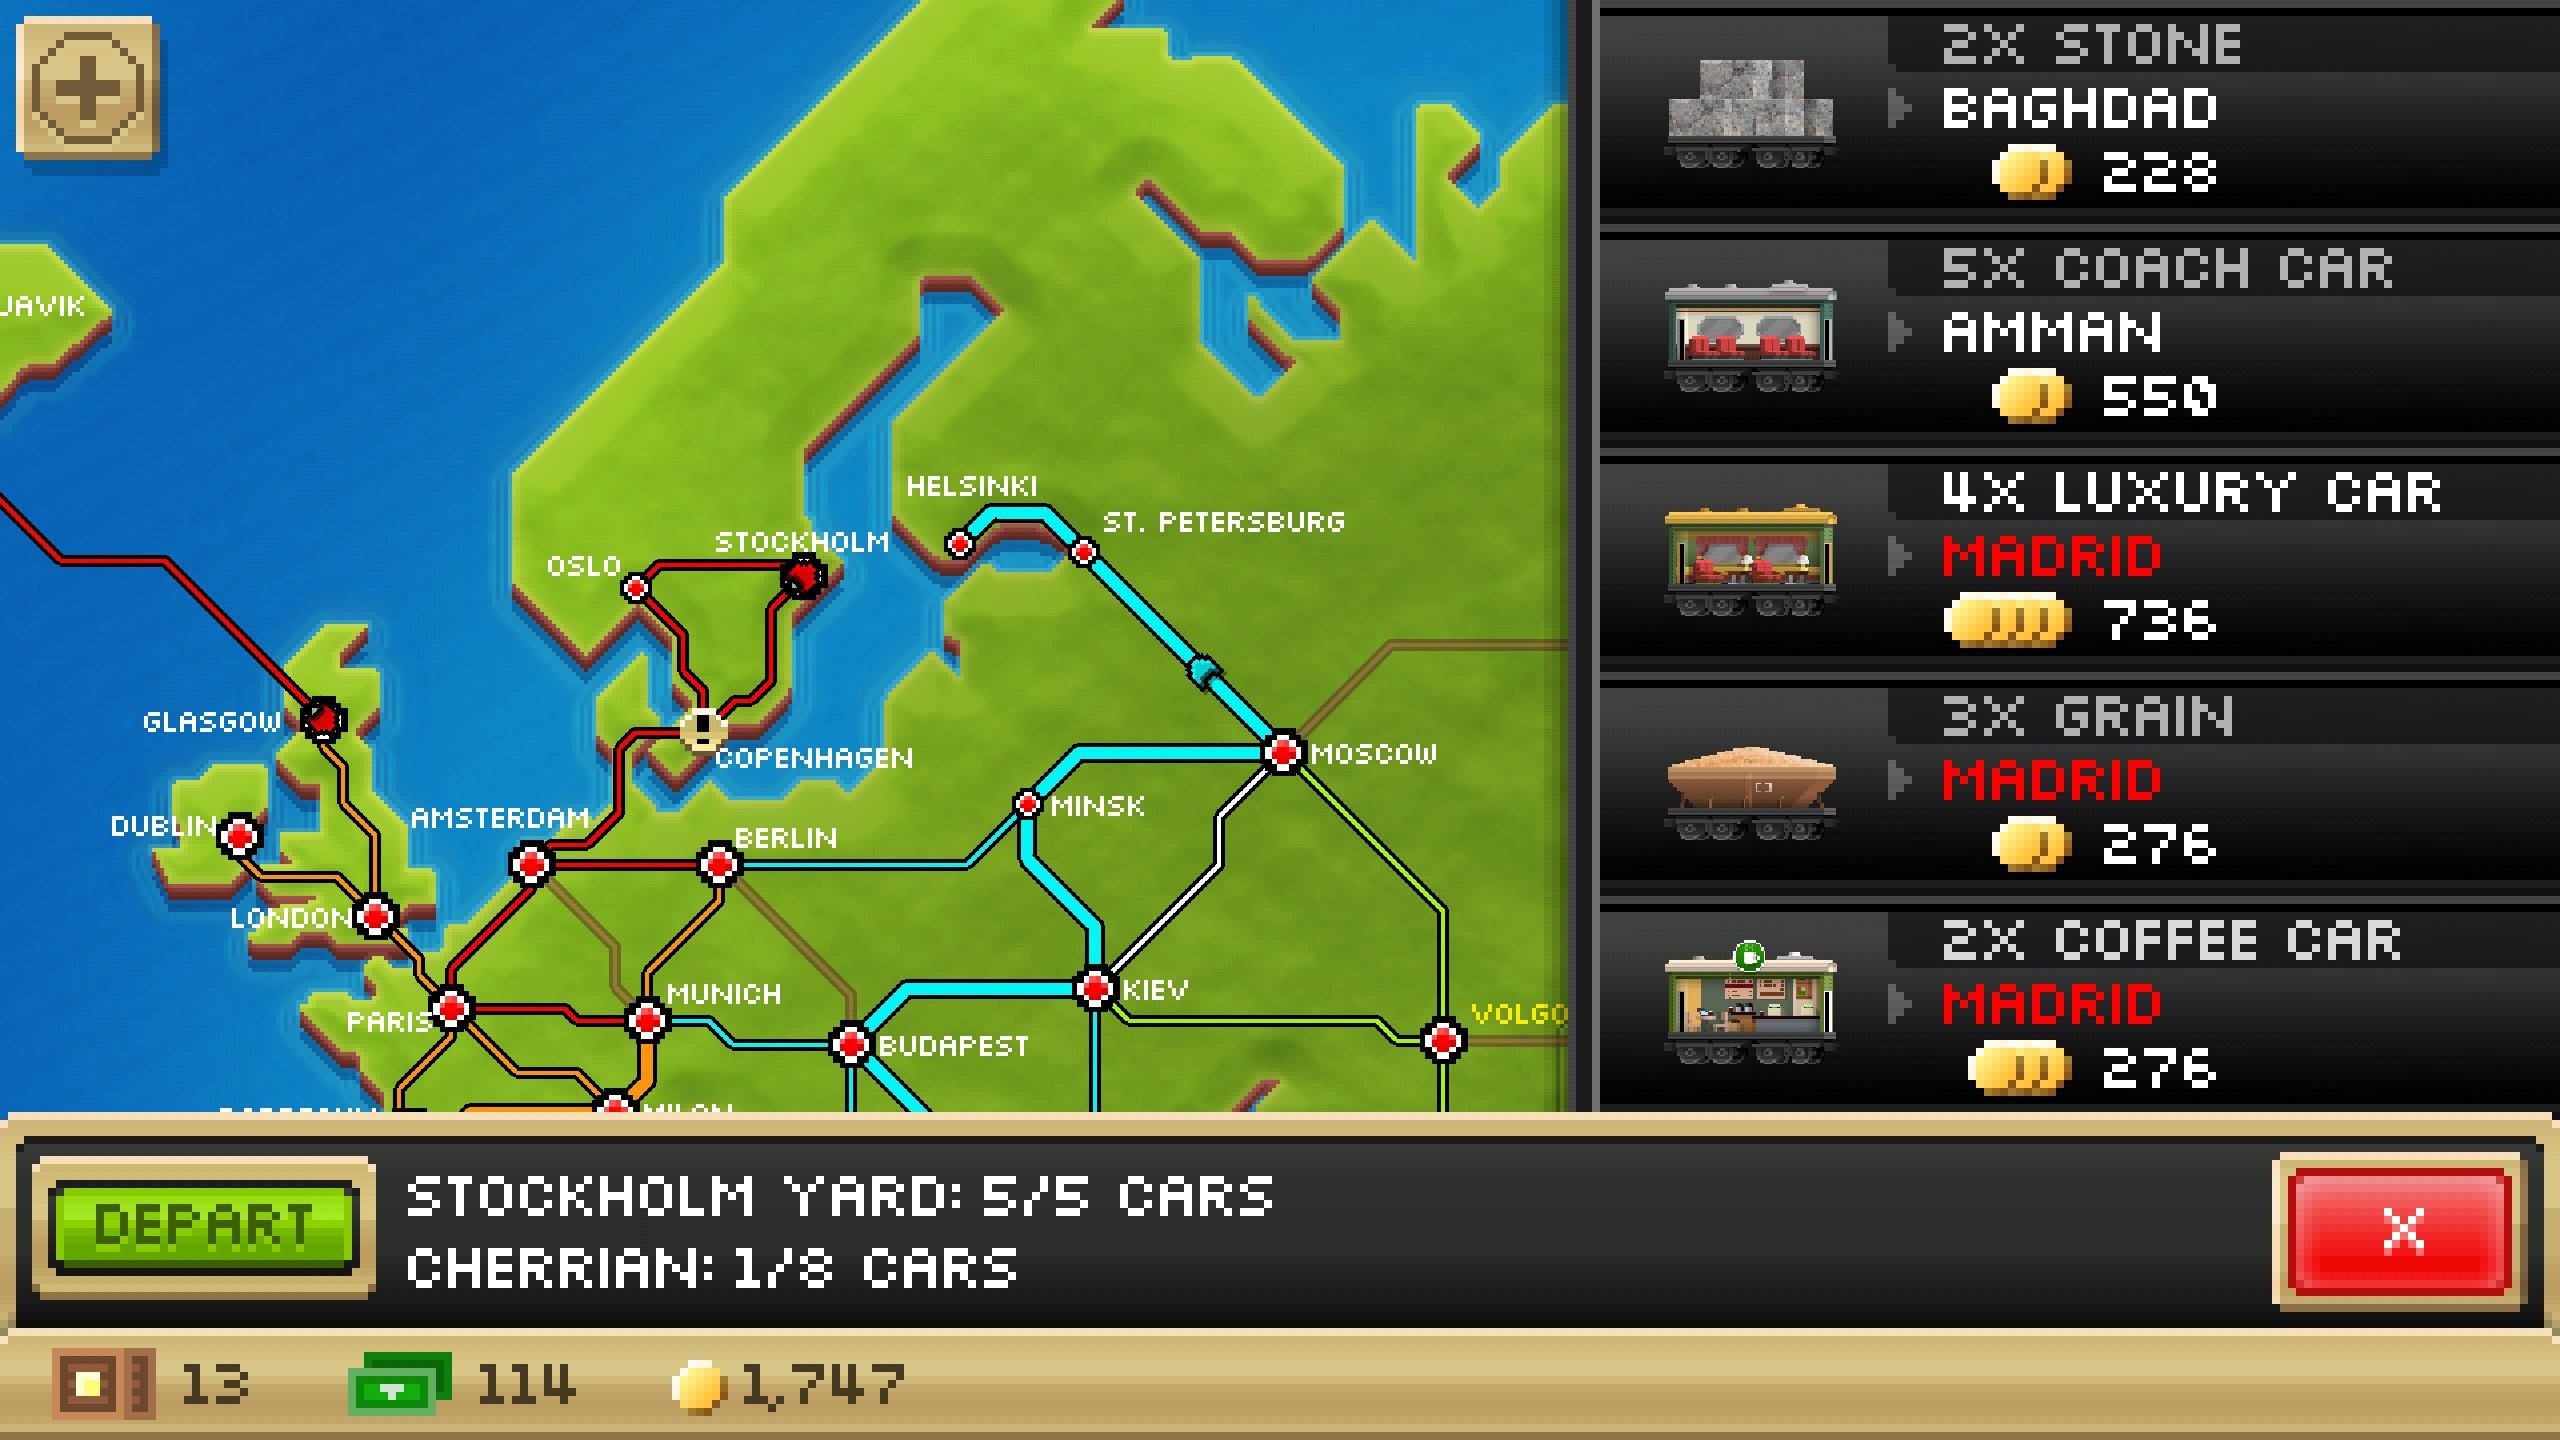 2X STONE
BAGHDAD
228
5X COACH CAR
AMMAN
550
4X LUXURY CAR
MADRID
736
3X GRAIN
MADRID
276
2X COFFEE CAR
MADRID
276
JAVIK
HELSINKI
ST. PETERSBURG
STOCKHOLM
OSLO
GLASGOW
COPENHAGEN
MOSCOW
MINSK
AMSTERDAM
DUBLIN
BERLIN
LONDON
MUNICH
KIEV
VOLGO
PARIS
BUDAPEST
MILAN
DEPART
STOCKHOLM YARD: 5/5 CARS
CHERRIAN: 1/8 CARS
X
13
114
1,747